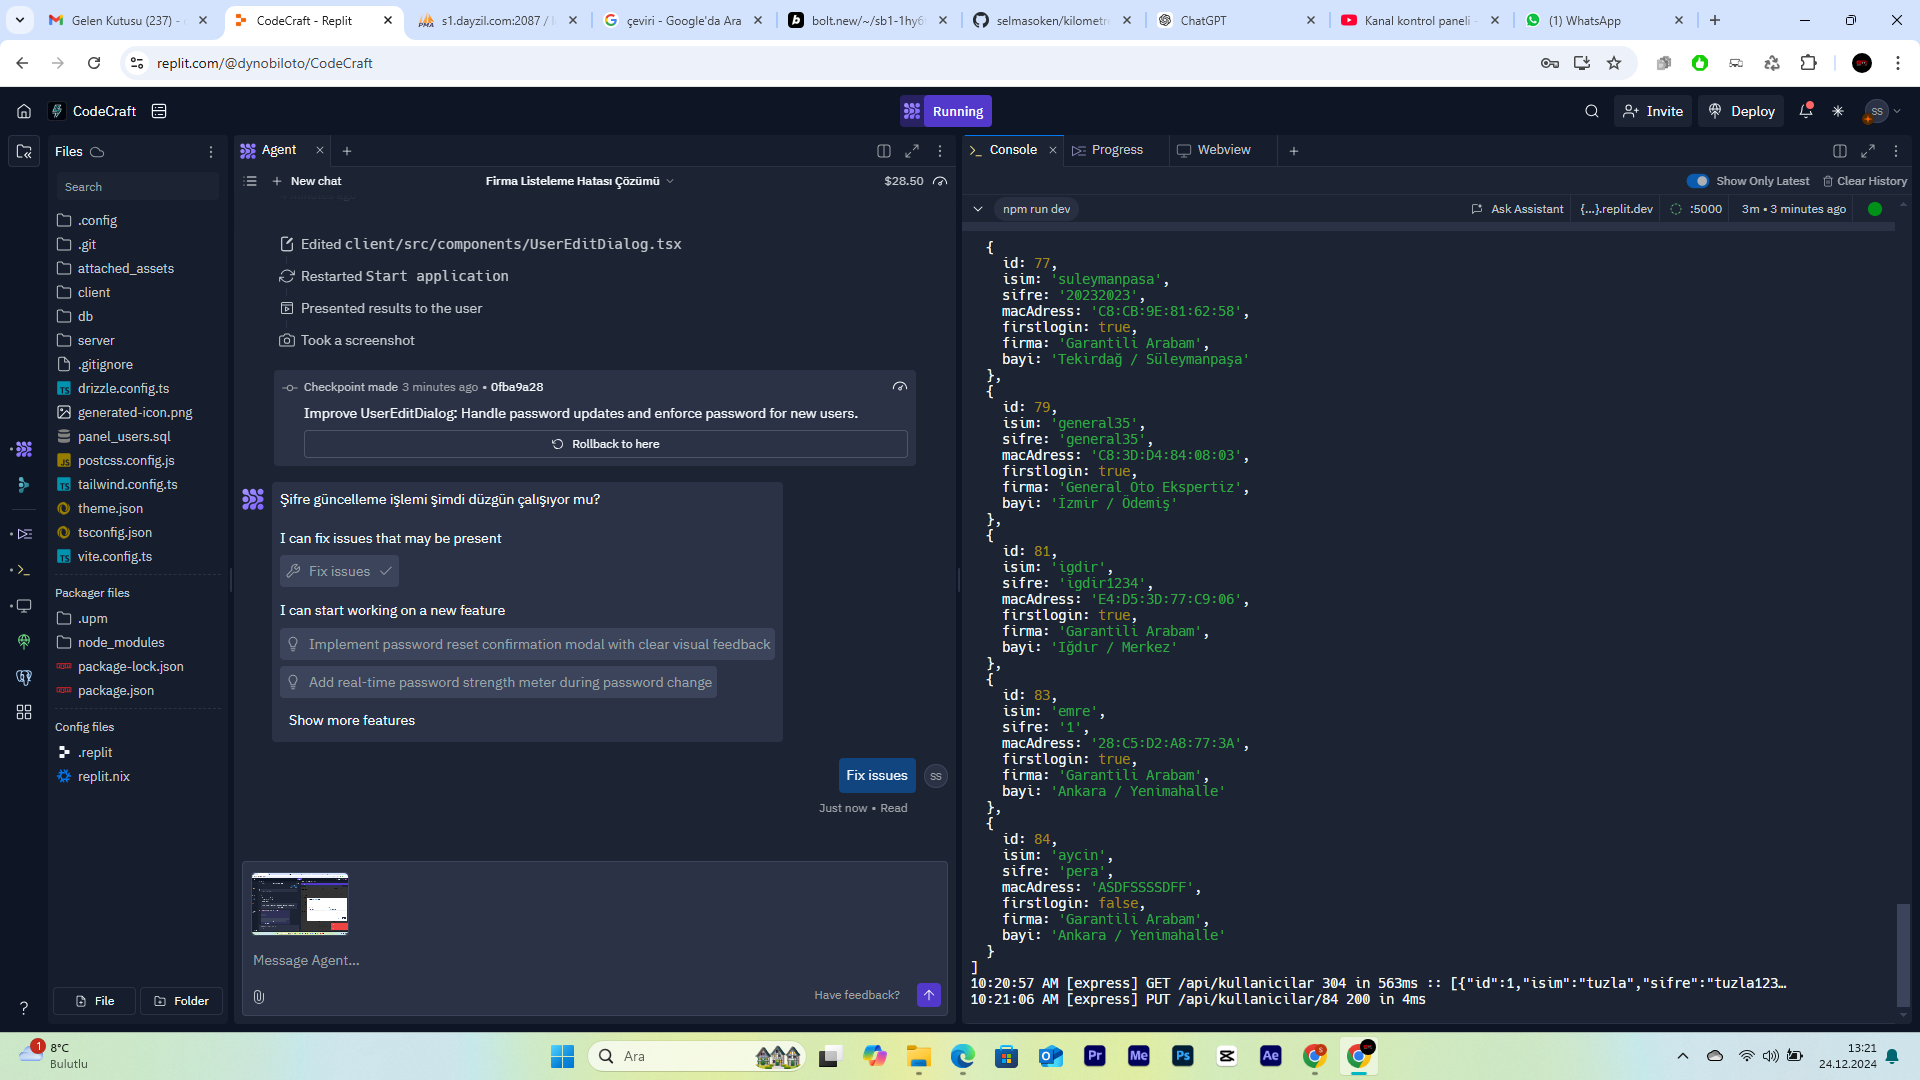 Gelen Kutusu (237) -
CodeCraft - Replit
s1.dayzil.com:2087 /
çeviri - Google'da Ara
bolt.new/~/sb1-1hy6
selmasoken/kilometre
ChatGPT
Kanal kontrol paneli -
(1) WhatsApp
replit.com/@dynobiloto/CodeCraft
CodeCraft
Running
Invite
Deploy
SS
Files
Search
.config
.git
attached_assets
client
db
server
.gitignore
drizzle.config.ts
generated-icon.png
panel_users.sql
postcss.config.js
tailwind.config.ts
theme.json
tsconfig.json
vite.config.ts
Packager files
.upm
node_modules
package-lock.json
package.json
Config files
.replit
replit.nix
File
Folder
Agent
New chat
Firma Listeleme Hatası Çözümü
$28.50
Edited client/src/components/UserEditDialog.tsx
Restarted Start application
Presented results to the user
Took a screenshot
Checkpoint made 3 minutes ago • 0fba9a28
Improve UserEditDialog: Handle password updates and enforce password for new users.
Rollback to here
Şifre güncelleme işlemi şimdi düzgün çalışıyor mu?
I can fix issues that may be present
Fix issues
I can start working on a new feature
Implement password reset confirmation modal with clear visual feedback
Add real-time password strength meter during password change
Show more features
Fix issues
SS
Just now • Read
Message Agent...
Have feedback?
Console
Progress
Webview
Show Only Latest
Clear History
npm run dev
Ask Assistant
{...}.replit.dev
:5000
3m • 3 minutes ago
{
id: 77,
isim: 'suleymanpasa',
sifre: '20232023',
macAdress: 'C8:CB:9E:81:62:58',
firstlogin: true,
firma: 'Garantili Arabam',
bayi: 'Tekirdağ / Süleymanpaşa'
},
{
id: 79,
isim: 'general35',
sifre: 'general35',
macAdress: 'C8:3D:D4:84:08:03',
firstlogin: true,
firma: 'General Oto Ekspertiz',
bayi: 'İzmir / Ödemiş'
},
{
id: 81,
isim: 'igdir',
sifre: 'igdir1234',
macAdress: 'E4:D5:3D:77:C9:06',
firstlogin: true,
firma: 'Garantili Arabam',
bayi: 'Iğdır / Merkez'
},
{
id: 83,
isim: 'emre',
sifre: '1',
macAdress: '28:C5:D2:A8:77:3A',
firstlogin: true,
firma: 'Garantili Arabam',
bayi: 'Ankara / Yenimahalle'
},
{
id: 84,
isim: 'aycin',
sifre: 'pera',
macAdress: 'ASDFSSSSDFF',
firstlogin: false,
firma: 'Garantili Arabam',
bayi: 'Ankara / Yenimahalle'
}
]
10:20:57 AM [express] GET /api/kullanicilar 304 in 563ms :: [{"id":1,"isim":"tuzla","sifre":"tuzla123…
10:21:06 AM [express] PUT /api/kullanicilar/84 200 in 4ms
1
8°C
Bulutlu
Ara
Pr
Me
Ps
Ae
13:21
24.12.2024